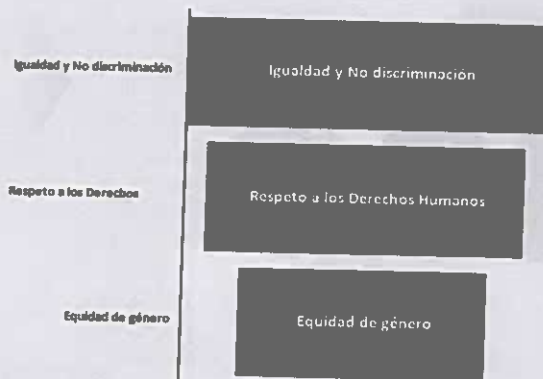 Igualdad y No discriminación
Igualdad y No discriminación
Respeto a los Derechos
Respeto a los Derechos Humanos
Equidad de género
Equidad de género